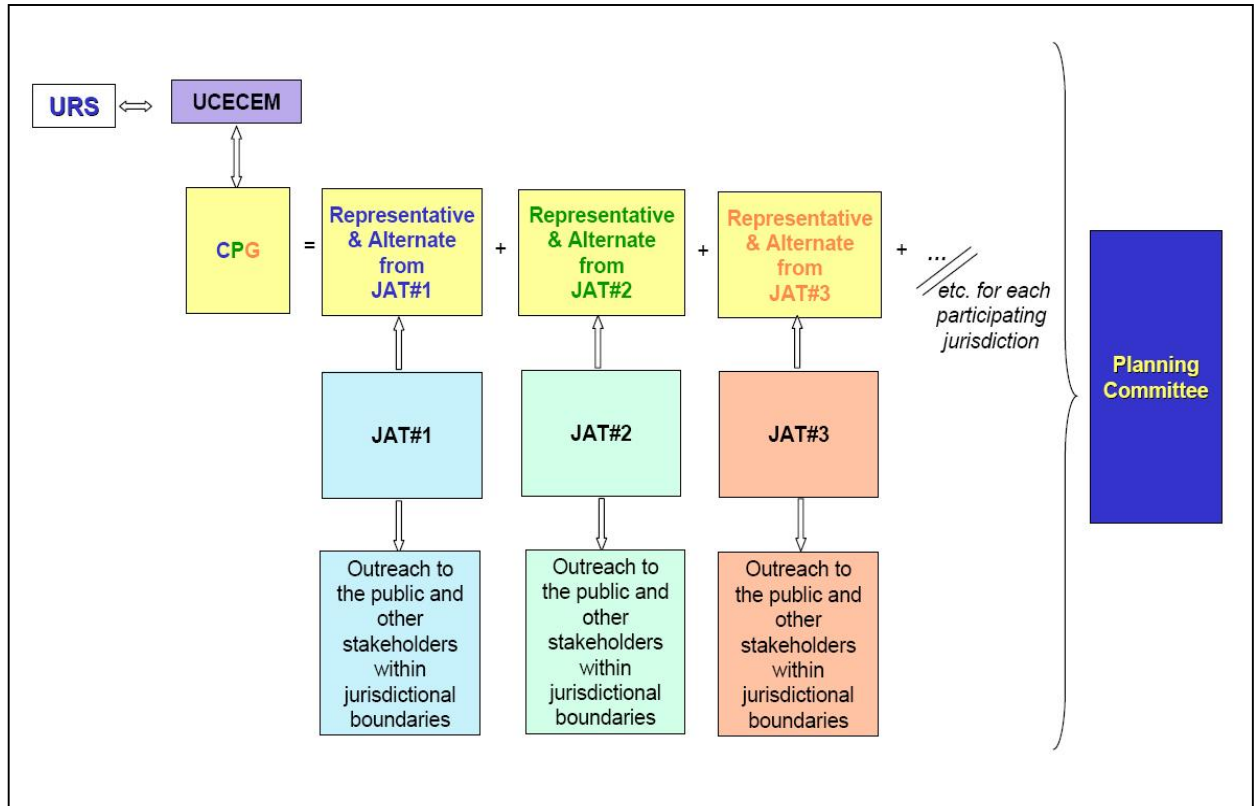 URS
UCECEM
CPG
=
Representative
& Alternate
from
JAT#1
+
Representative
& Alternate
from
JAT#2
+
Representative
& Alternate
from
JAT#3
+
...
etc. for each
participating
jurisdiction
JAT#1
JAT#2
JAT#3
Outreach to
the public and
other
stakeholders
within
jurisdictional
boundaries
Outreach to
the public and
other
stakeholders
within
jurisdictional
boundaries
Outreach to
the public and
other
stakeholders
within
jurisdictional
boundaries
Planning
Committee